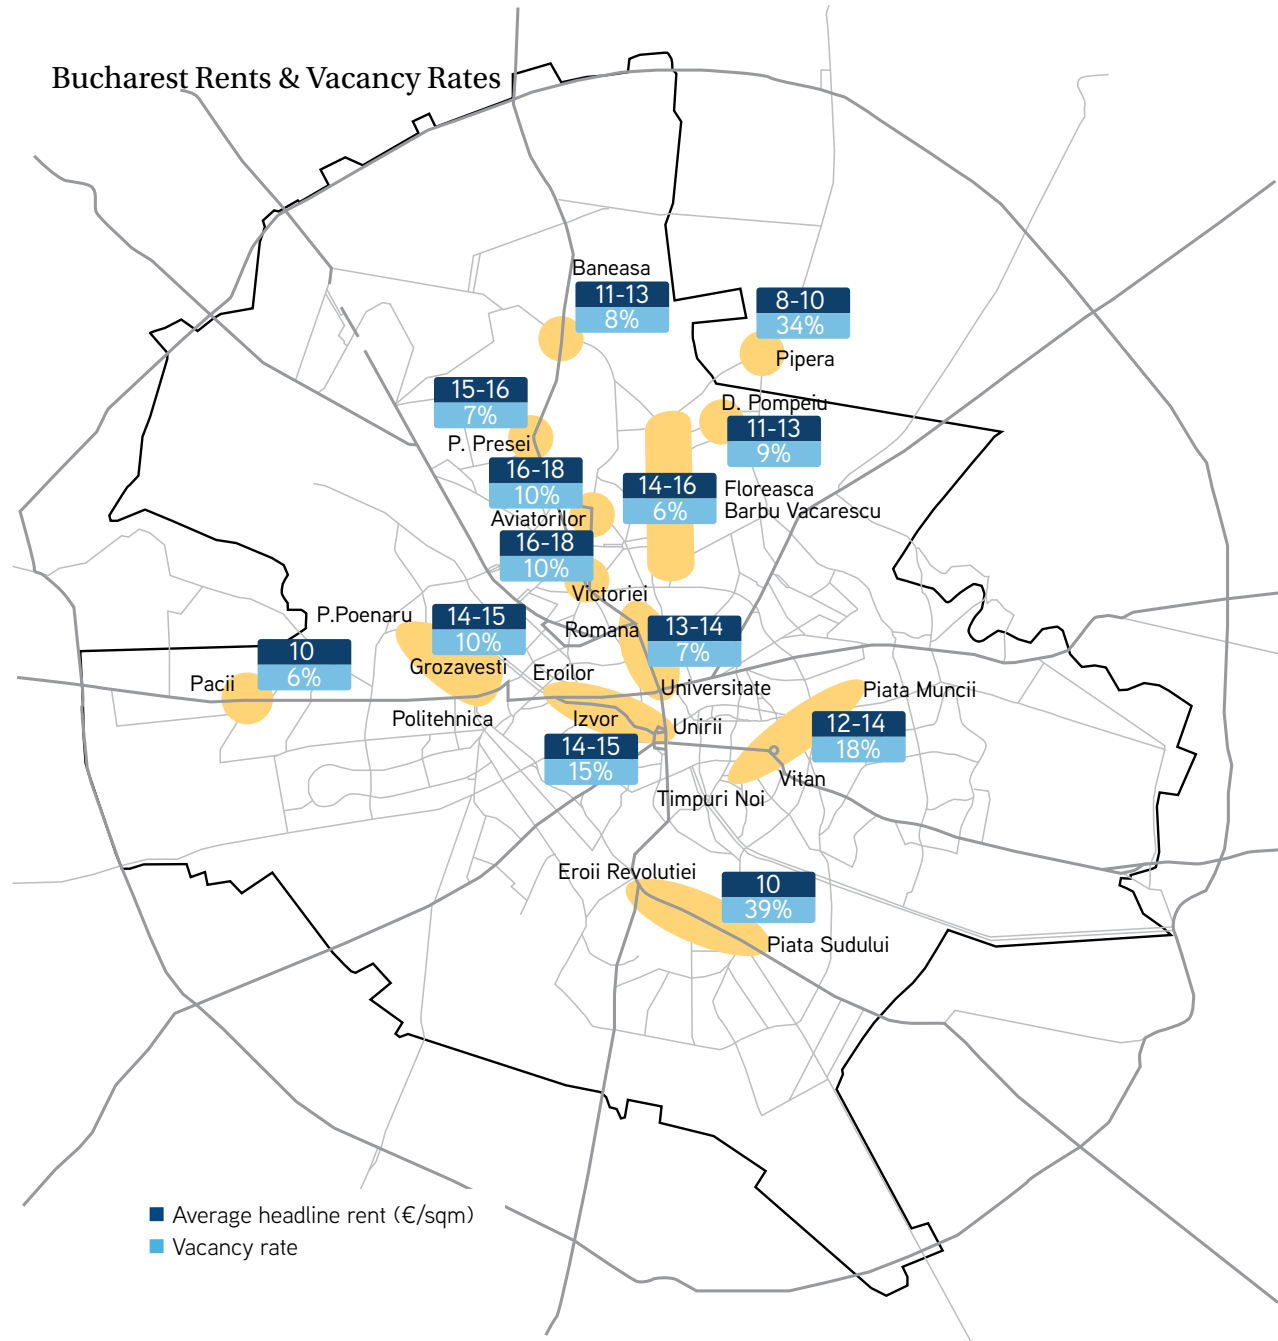 Bucharest Rents & Vacancy Rates
Baneasa
11-13
8%
8-10
34%
Pipera
15-16
7%
P. Presei
D. Pompeiu
11-13
9%
16-18
10%
Aviatorilor
14-16
6%
Floreasca
Barbu Vacarescu
16-18
10%
Victoriei
P.Poenaru
14-15
10%
Grozavesti
Politehnica
Romana
13-14
7%
Universitate
10
6%
Pacii
Eroilor
Izvor
Unirii
14-15
15%
Piata Muncii
12-14
18%
Vitan
Timpuri Noi
Eroii Revolutiei
10
39%
Piata Sudului
Average headline rent (€/sqm)
Vacancy rate